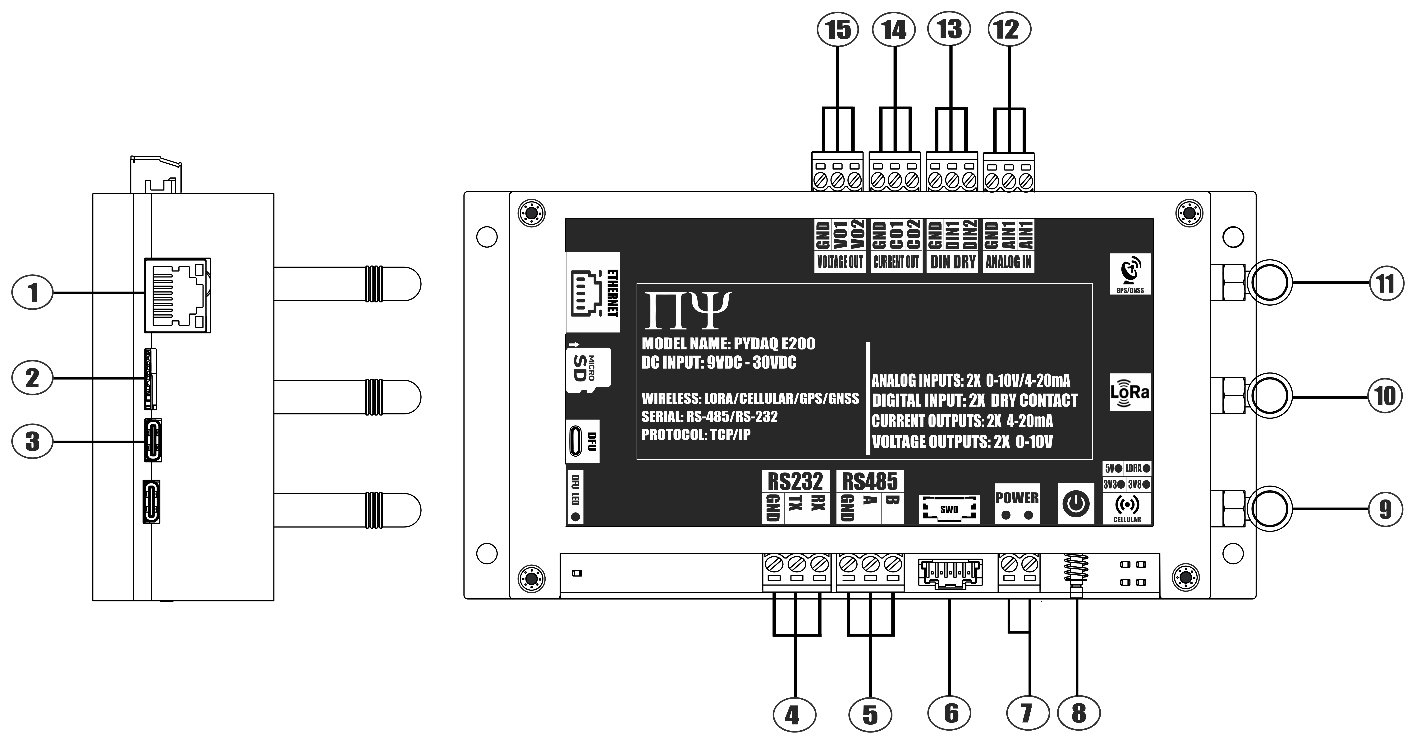 15 14 13 12
GND VO1 VO2 GND CO1 CO2 GND DIN1 DIN2 GND AIN1 AIN1
VOLTAGE OUT CURRENT OUT DIN DRY ANALOG IN
1
ETHERNET
GPS/GNSS
11
ΠΨ
MODEL NAME: PYDAQ E200
DC INPUT: 9VDC - 30VDC
2
MICRO
SD
ANALOG INPUTS: 2X 0-10V/4-20mA
WIRELESS: LORA/CELLULAR/GPS/GNSS
DIGITAL INPUT: 2X DRY CONTACT
SERIAL: RS-485/RS-232
CURRENT OUTPUTS: 2X 4-20mA
PROTOCOL: TCP/IP
VOLTAGE OUTPUTS: 2X 0-10V
LoRa
10
3
DFU
DFU LED
RS232 RS485
GND TX RX GND A B
SWD
POWER
5V LORA
3V3 3V8
CELLULAR
9
4 5 6 7 8